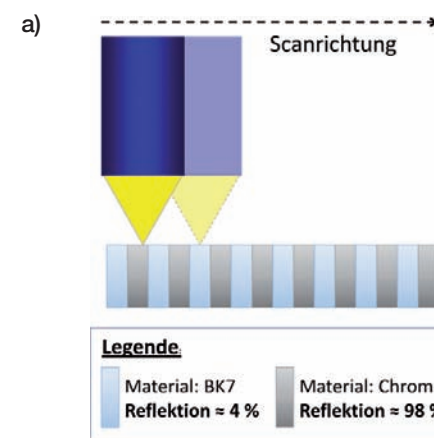 a)
Scanrichtung
Legende:
Material: BK7
Reflektion ≈ 4 %
Material: Chrom
Reflektion ≈ 98 %